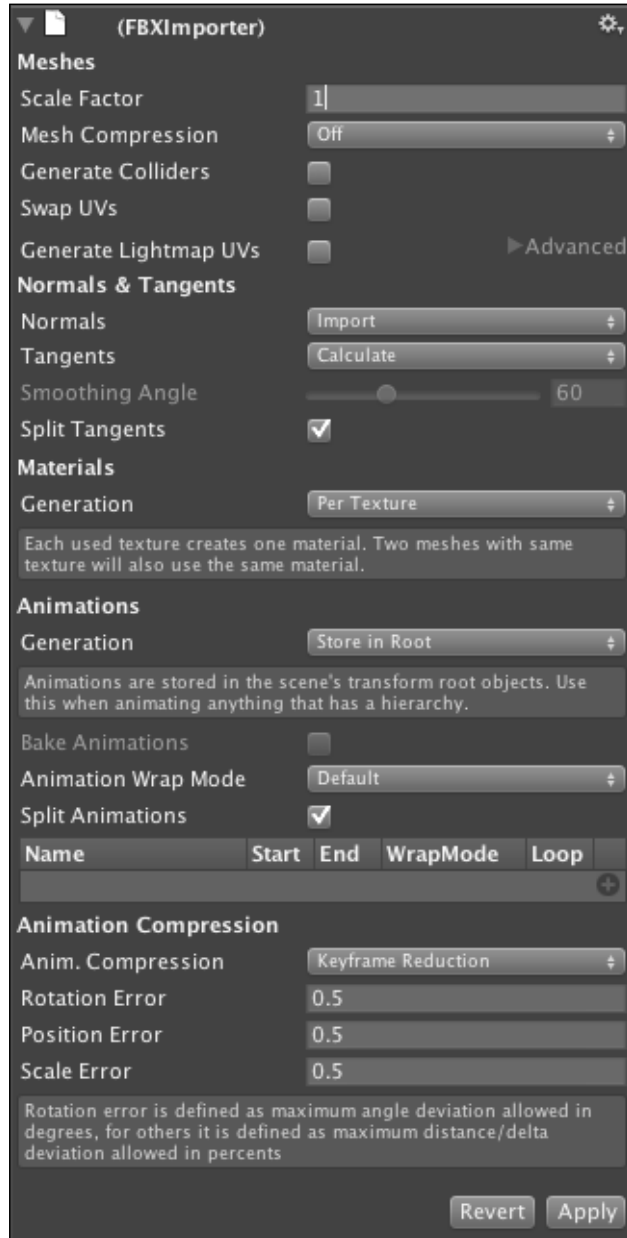 (FBXImporter)
Meshes
Scale Factor 1
Mesh Compression Off
Generate Colliders
Swap UVs
Generate Lightmap UVs Advanced
Normals & Tangents
Normals Import
Tangents Calculate
Smoothing Angle 60
Split Tangents
Materials
Generation Per Texture
Each used texture creates one material. Two meshes with same
texture will also use the same material.
Animations
Generation Store in Root
Animations are stored in the scene's transform root objects. Use
this when animating anything that has a hierarchy.
Bake Animations
Animation Wrap Mode Default
Split Animations
Name Start End WrapMode Loop
Animation Compression
Anim. Compression Keyframe Reduction
Rotation Error 0.5
Position Error 0.5
Scale Error 0.5
Rotation error is defined as maximum angle deviation allowed in
degrees, for others it is defined as maximum distance/delta
deviation allowed in percents
Revert Apply